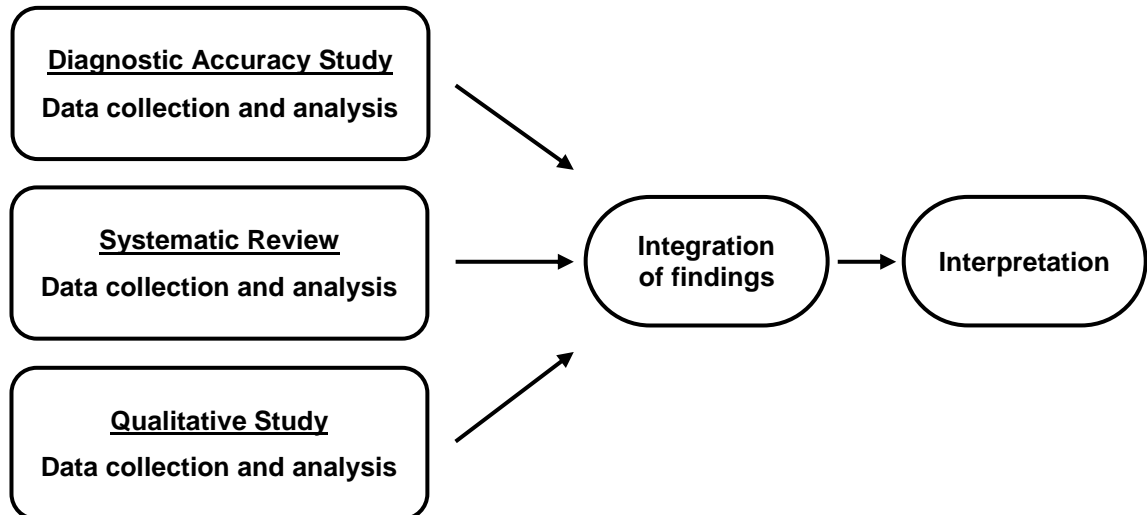 Diagnostic Accuracy Study
Data collection and analysis
Systematic Review
Data collection and analysis
Qualitative Study
Data collection and analysis
Integration
of findings
Interpretation